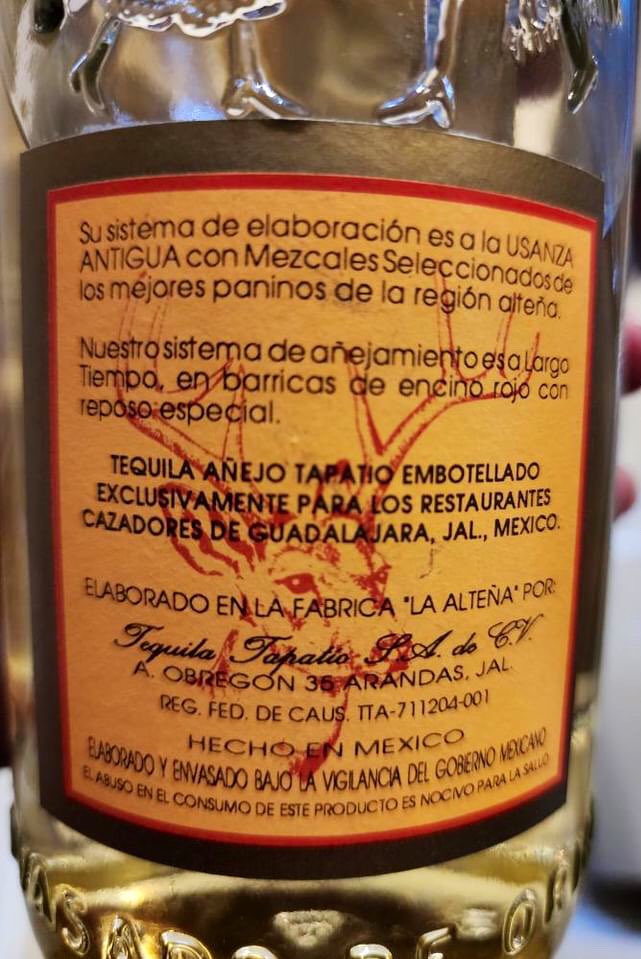 Su sistema de elaboración es a la USANZA
ANTIGUA con Mezcales Seleccionados de
los mejores paninos de la región alteña.
Nuestro sistema de añejamiento es a Largo
Tiempo, en barricas de encino rojo con
reposo especial.
TEQUILA AÑEJO TAPATIO EMBOTELLADO
EXCLUSIVAMENTE PARA LOS RESTAURANTES
CAZADORES DE GUADALAJARA, JAL., MEXICO.
ELABORADO EN LA FABRICA "LA ALTEÑA" POR:
Tequila Tapatío S.A. de C.V.
A. OBREGON 35 ARANDAS, JAL.
REG. FED. DE CAUS. TTA-711204-001
HECHO EN MEXICO
ELABORADO Y ENVASADO BAJO LA VIGILANCIA DEL GOBIERNO MEXICANO
EL ABUSO EN EL CONSUMO DE ESTE PRODUCTO ES NOCIVO PARA LA SALUD